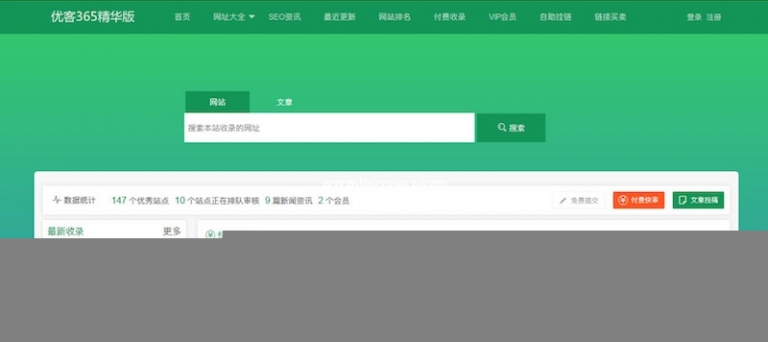 优客365精华版 首页 网址大全 SEO资讯 最近更新 网站排名 付费收录 VIP会员 自助挂链 链接买卖 登录 注册
网站 文章
搜索本站收录的网址 搜索
数据统计 147 个优秀站点 10 个站点正在排队审核 9 篇新闻资讯 2 个会员 免费提交 付费快审 文章投稿
最新收录 更多